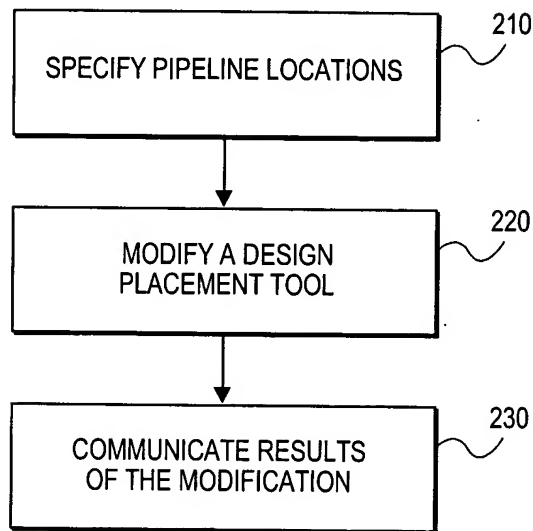 210
SPECIFY PIPELINE LOCATIONS
220
MODIFY A DESIGN
PLACEMENT TOOL
230
COMMUNICATE RESULTS
OF THE MODIFICATION